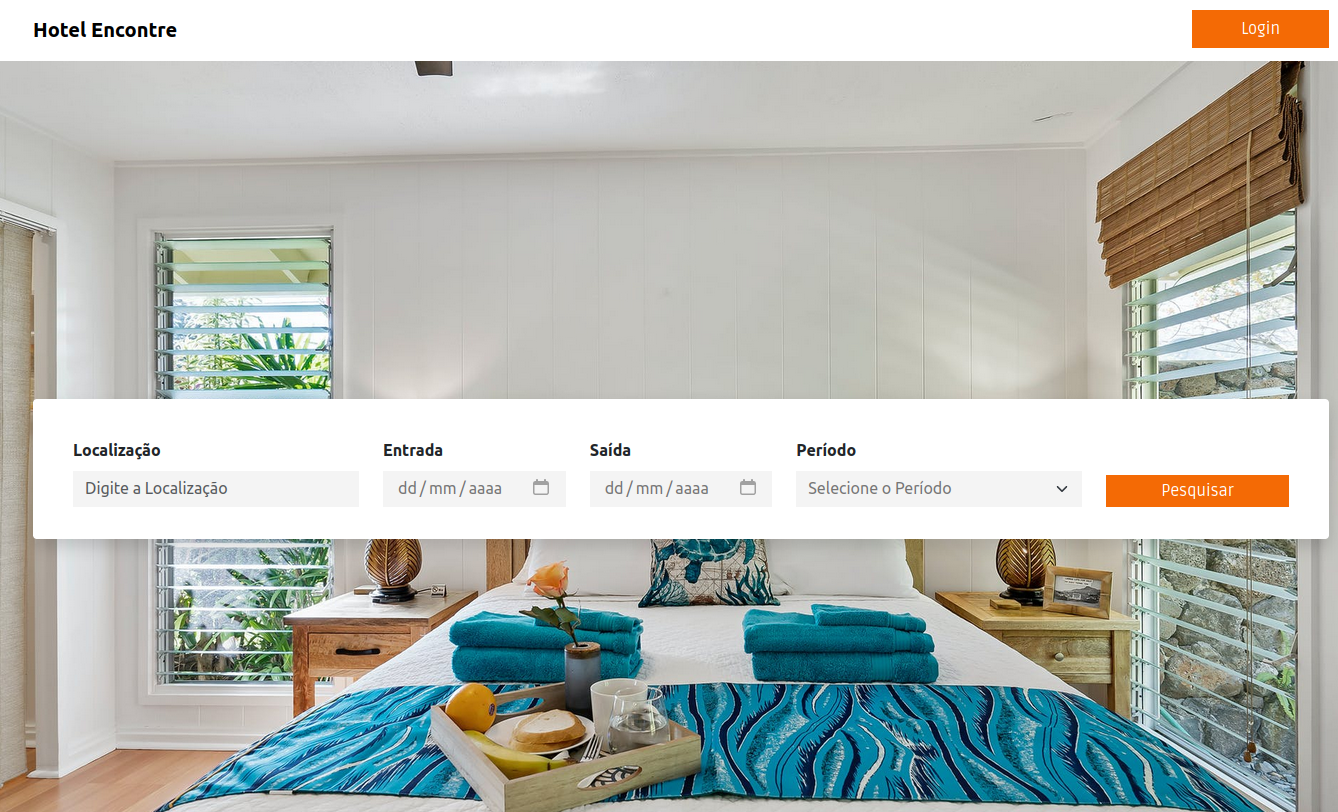 Hotel Encontre
Login
Localização
Entrada
Saída
Período
Digite a Localização
dd/mm/aaaa
dd/mm/aaaa
Selecione o Período
Pesquisar